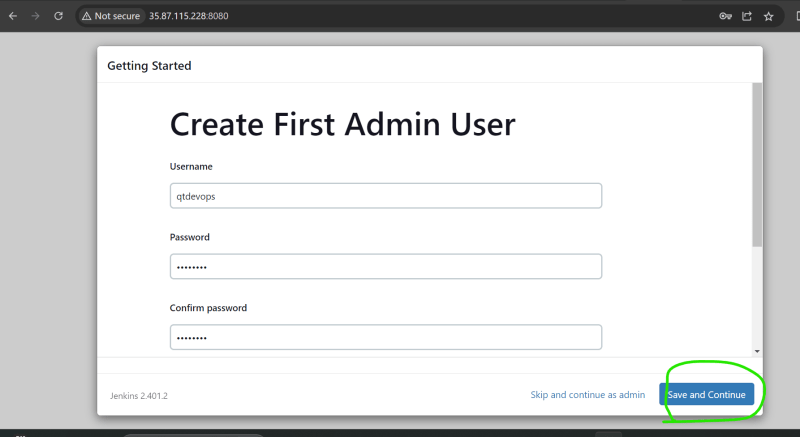 Not secure 35.87.115.228:8080
Getting Started
Create First Admin User
Username
qtdevops
Password
••••••••
Confirm password
••••••••
Jenkins 2.401.2
Skip and continue as admin
Save and Continue